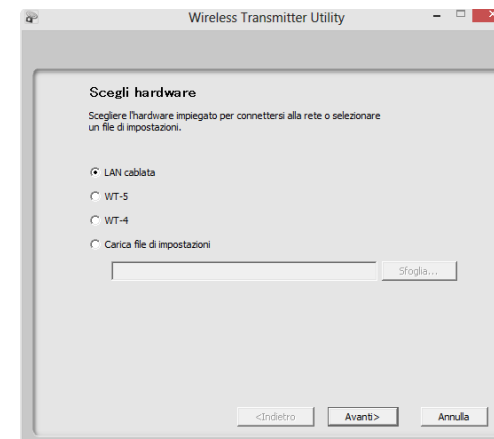 Wireless Transmitter Utility
Scegli hardware
Scegliere l'hardware impiegato per connettersi alla rete o selezionare
un file di impostazioni.
LAN cablata
WT-5
WT-4
Carica file di impostazioni
Sfoglia...
<Indietro Avanti> Annulla